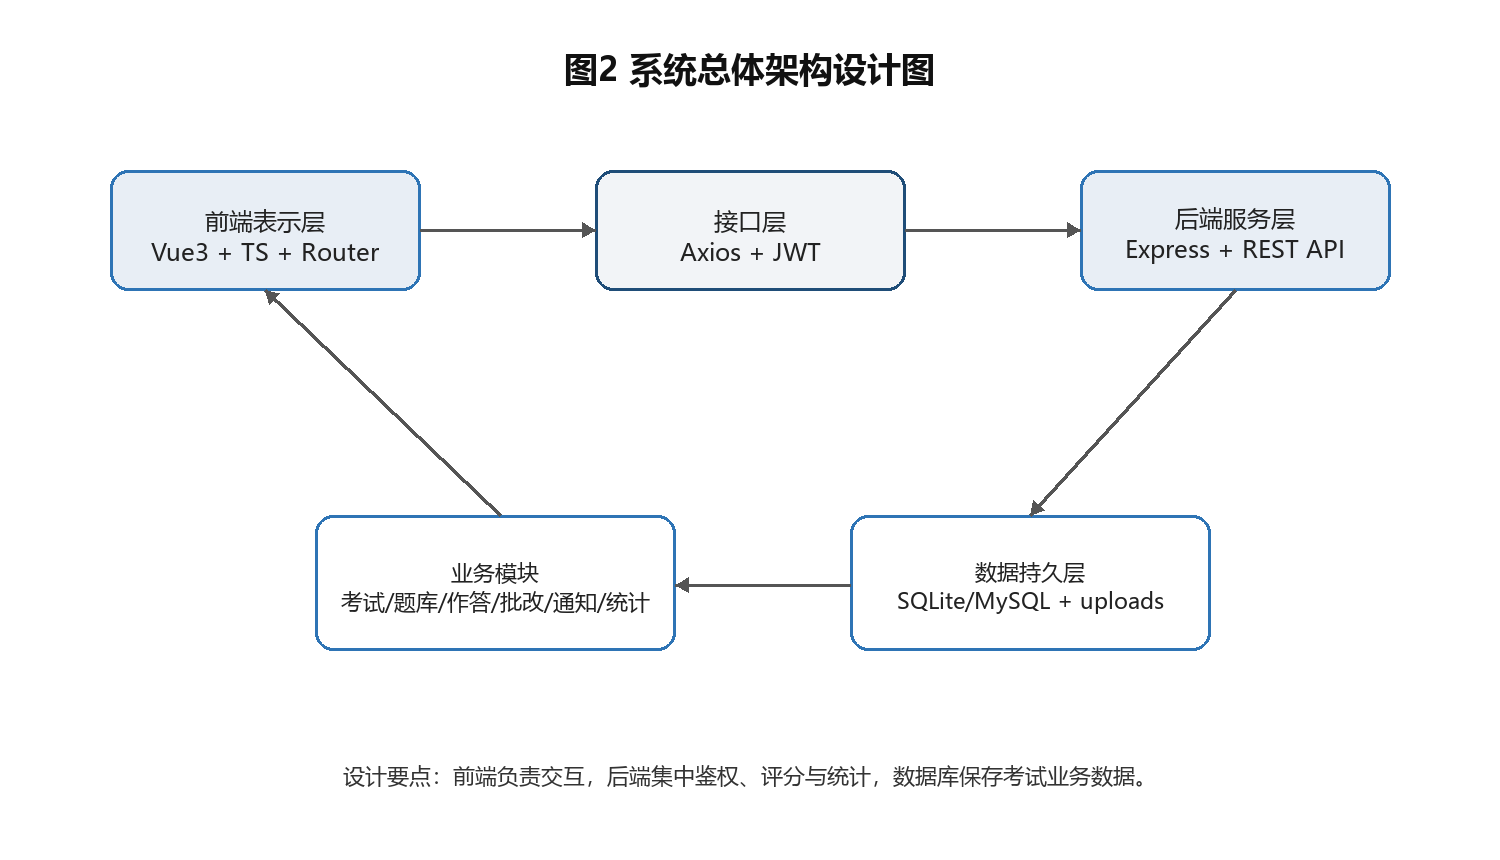 图2 系统总体架构设计图
前端表示层
Vue3 + TS + Router
接口层
Axios + JWT
后端服务层
Express + REST API
业务模块
考试/题库/作答/批改/通知/统计
数据持久层
SQLite/MySQL + uploads
设计要点：前端负责交互，后端集中鉴权、评分与统计，数据库保存考试业务数据。